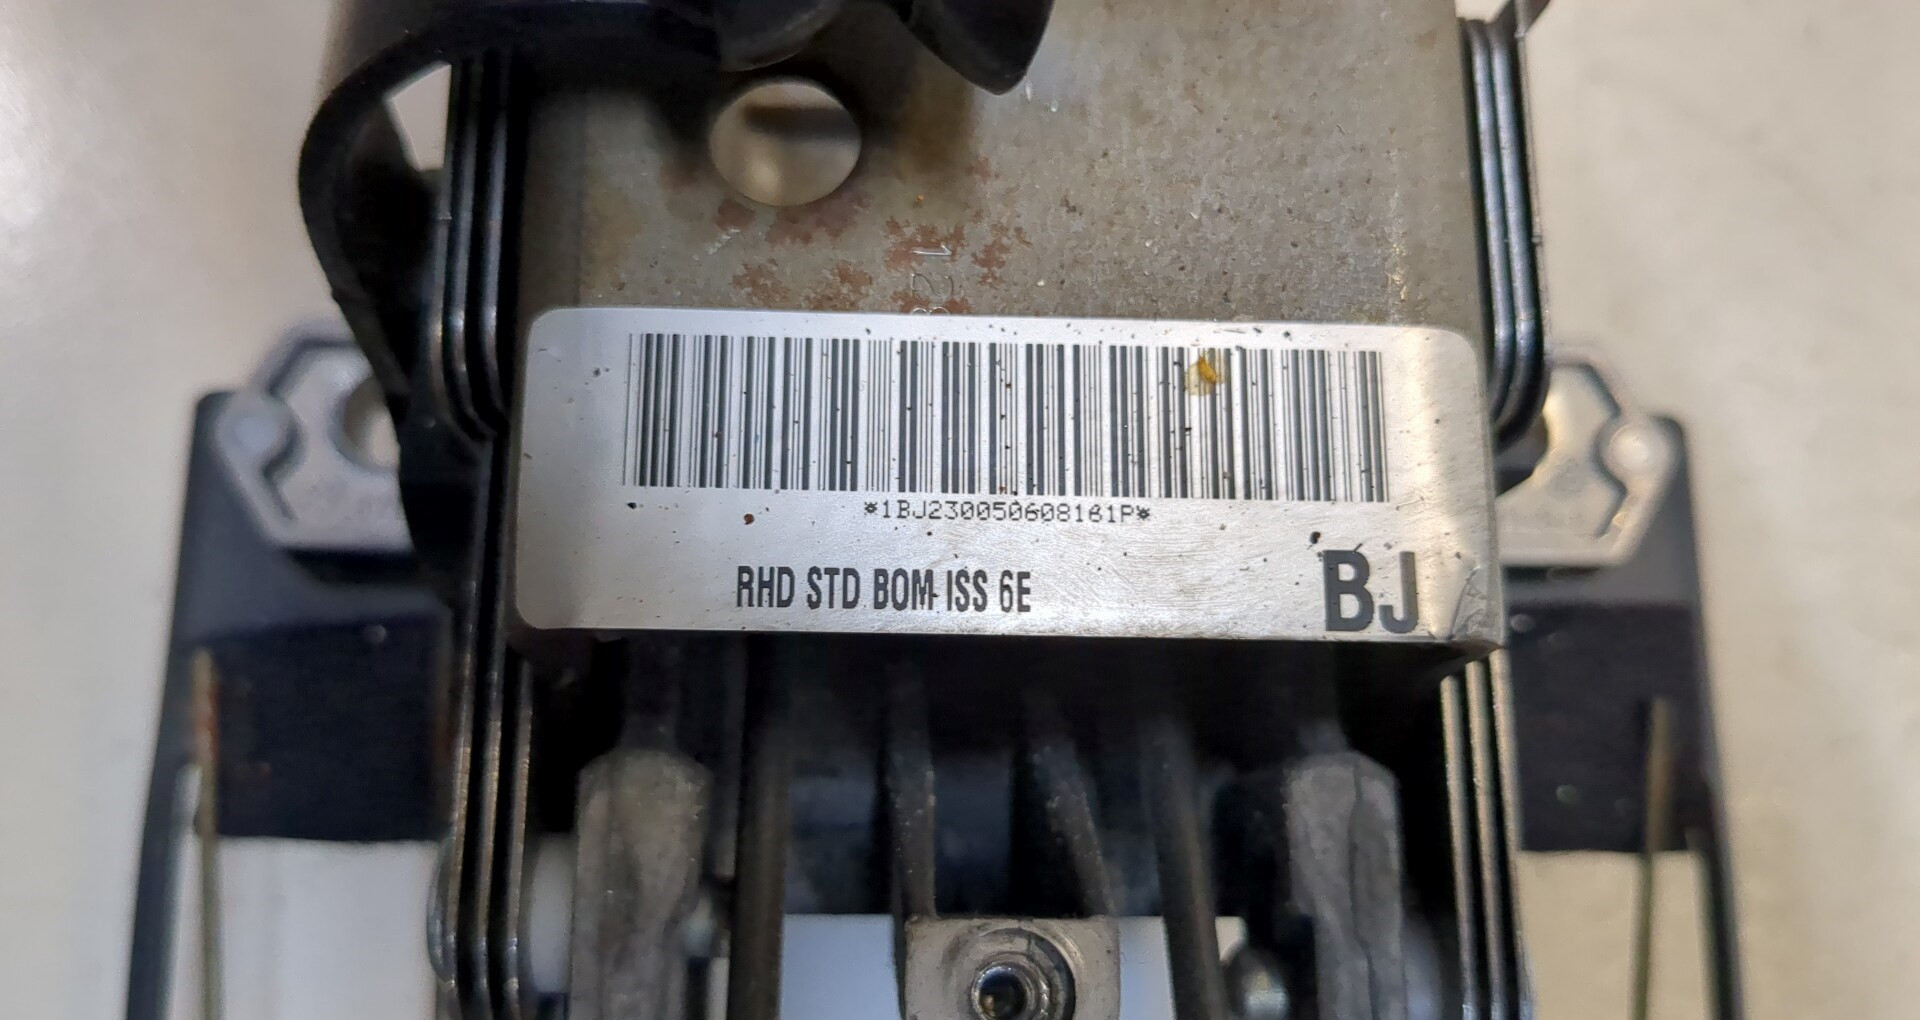 *1BJ230050608161P*
RHD STD BOM ISS 6E
BJ